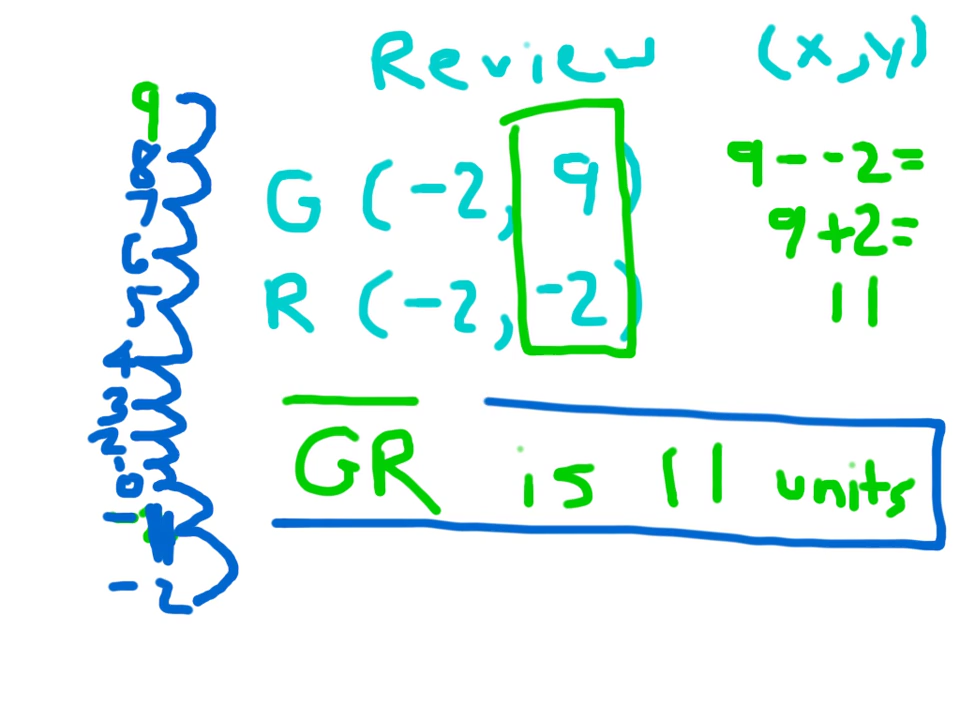 Review (x,y)
G (-2, 9)
R (-2, -2)
9 - -2 =
9 + 2 =
11
GR is 11 units
9
8
7
6
5
4
3
2
1
0
-1
-2